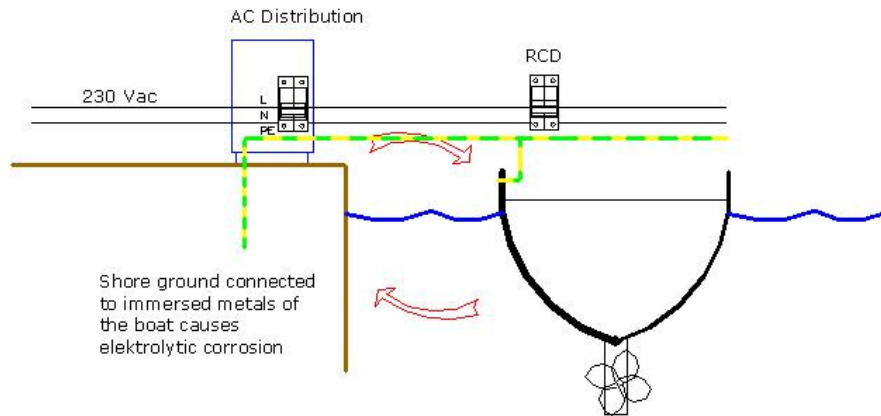 AC Distribution
RCD
230 Vac
L
N
PE
Shore ground connected
to immersed metals of
the boat causes
elektrolytic corrosion